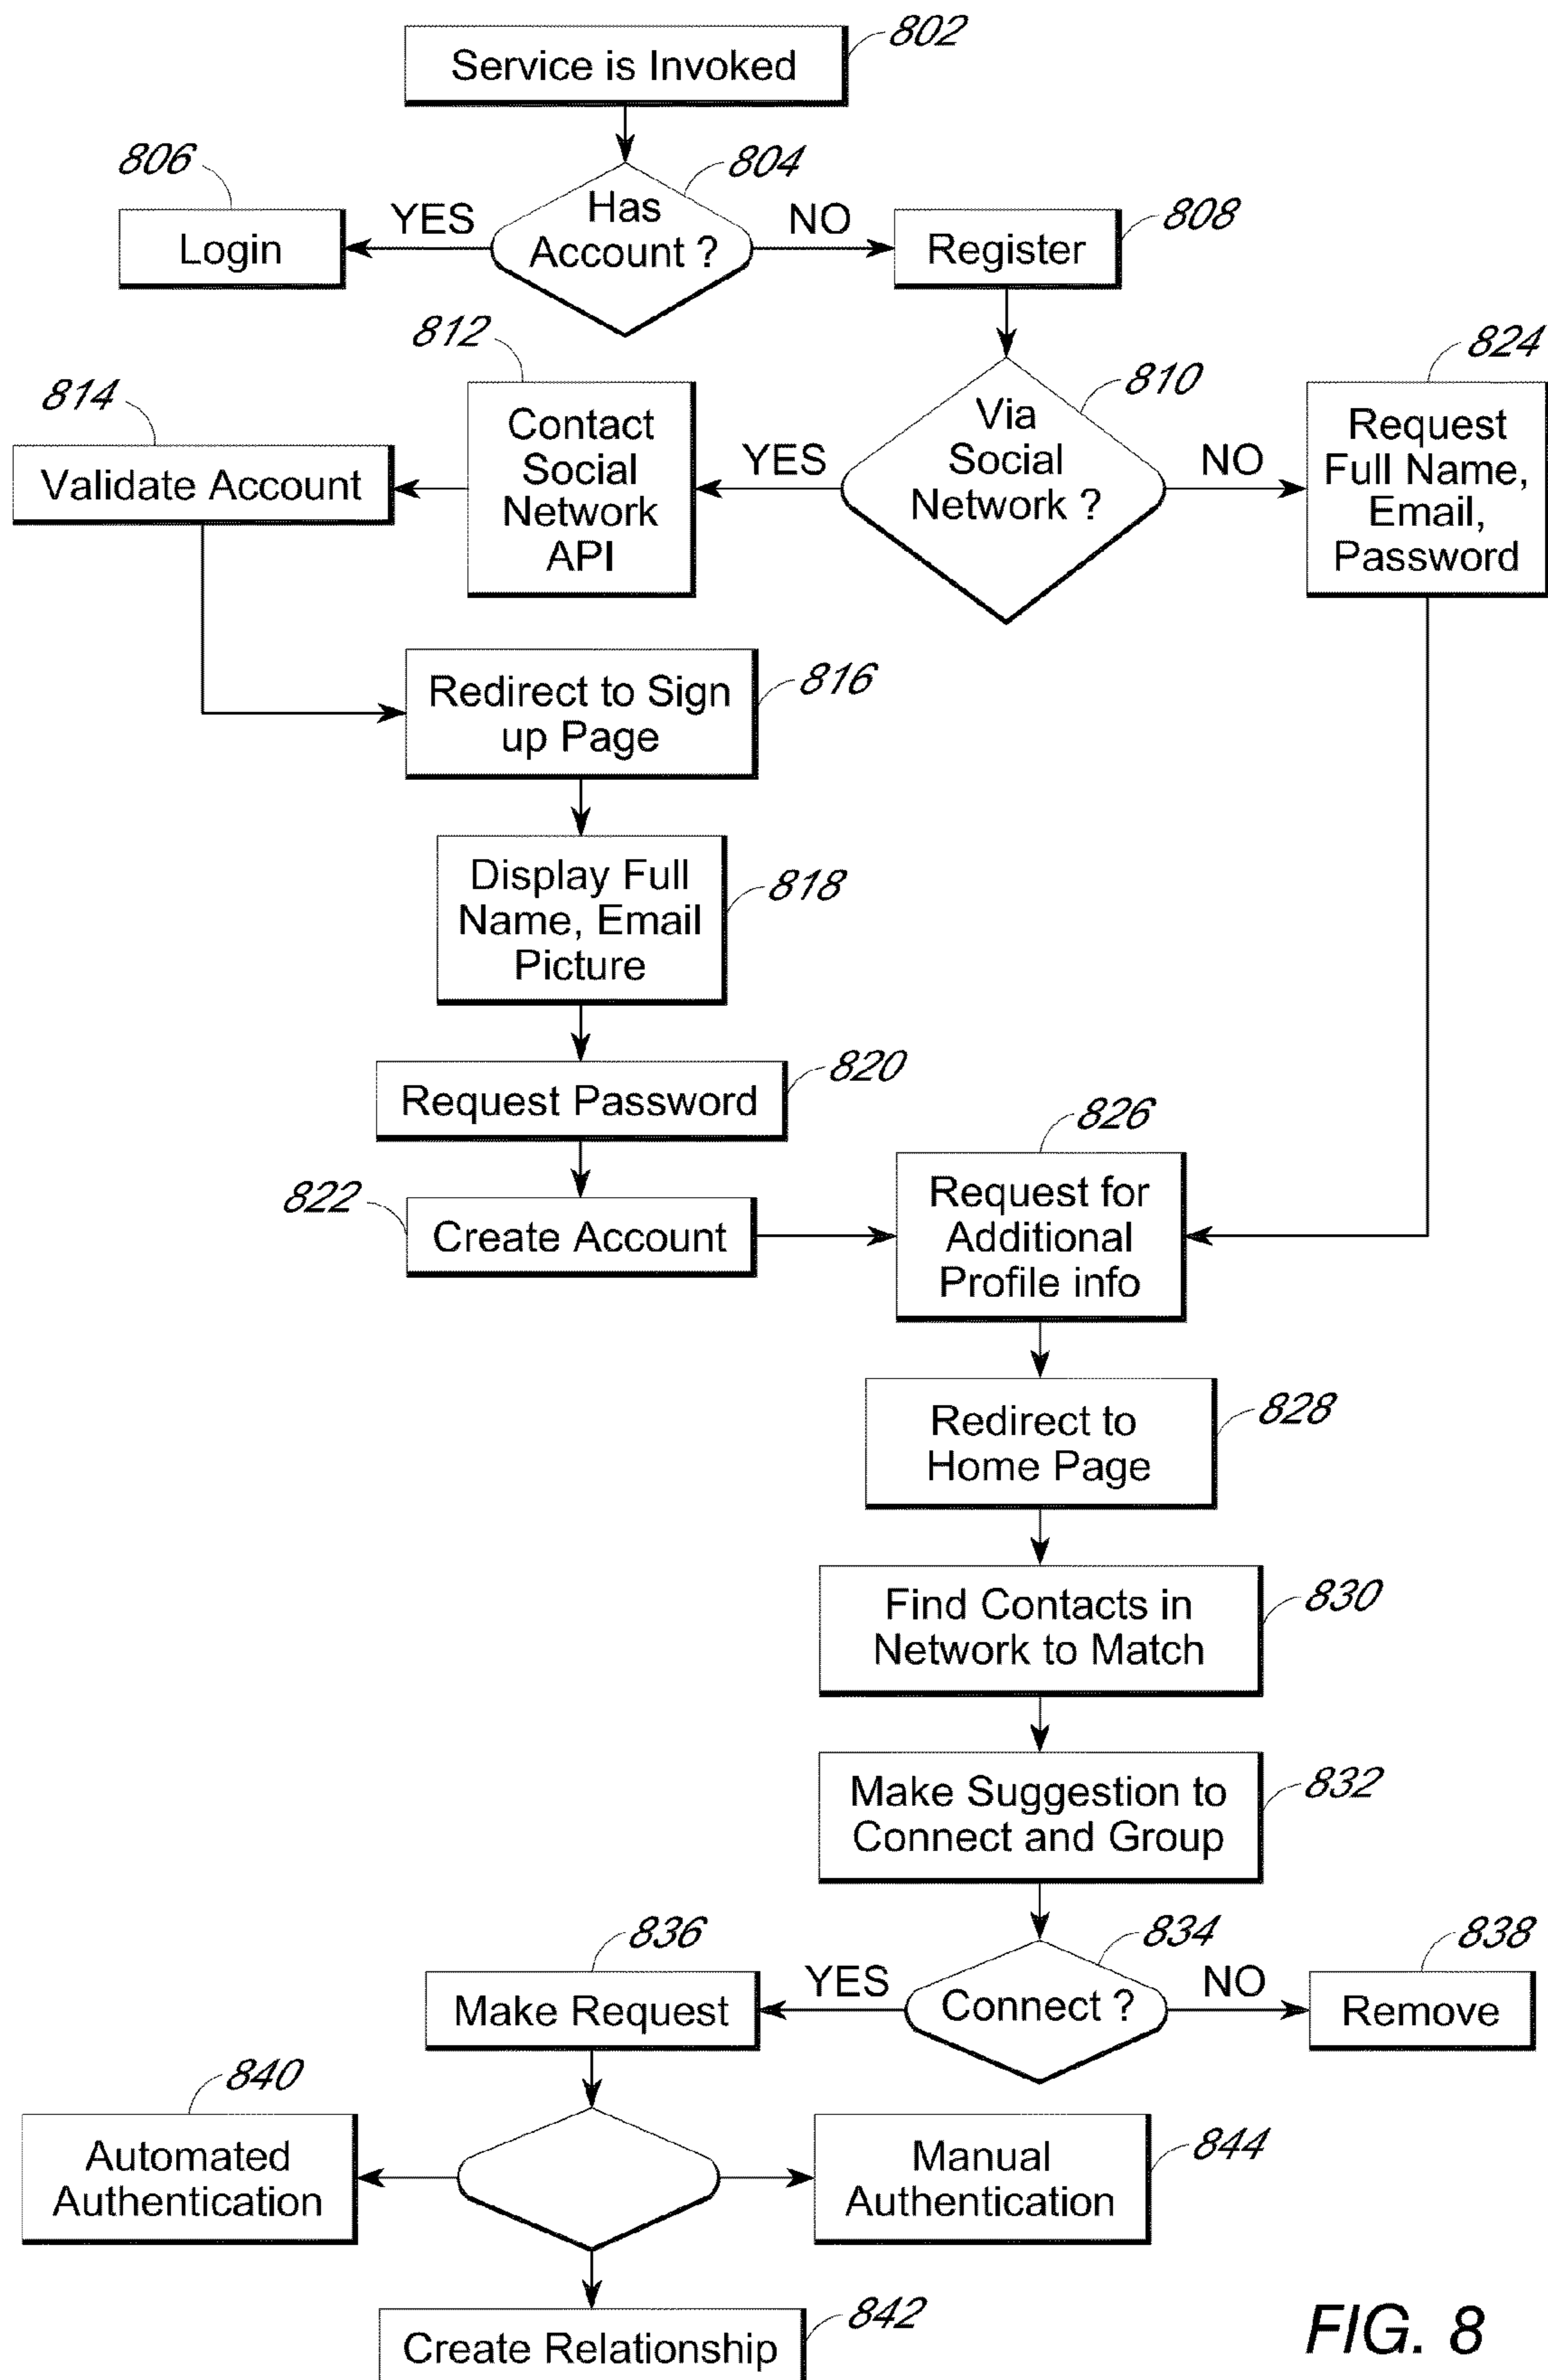 802
Service is Invoked
806
804
YES
Has
Account ?
NO
808
Login
Register
812
824
814
810
Contact
Social
Network
API
Via
Social
Network ?
Request
Full Name,
Email,
Password
YES
NO
Validate Account
Redirect to Sign
up Page
816
Display Full
Name, Email
Picture
818
Request Password
820
826
822
Create Account
Request for
Additional
Profile info
Redirect to
Home Page
828
Find Contacts in
Network to Match
830
Make Suggestion to
Connect and Group
832
836
834
838
Make Request
YES
Connect ?
NO
Remove
840
Automated
Authentication
Manual
Authentication
844
842
Create Relationship
FIG. 8